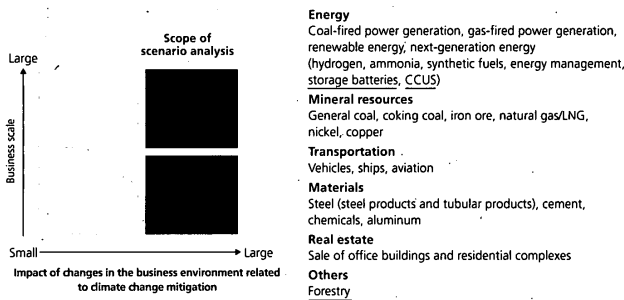 Scope of
scenario analysis
Large
Business scale
Small
Large
Impact of changes in the business environment related
to climate change mitigation
Energy
Coal-fired power generation, gas-fired power generation,
renewable energy, next-generation energy
(hydrogen, ammonia, synthetic fuels, energy management,
storage batteries, CCUS)
Mineral resources
General coal, coking coal, iron ore, natural gas/LNG,
nickel, copper
Transportation
Vehicles, ships, aviation
Materials
Steel (steel products and tubular products), cement,
chemicals, aluminum
Real estate
Sale of office buildings and residential complexes
Others
Forestry